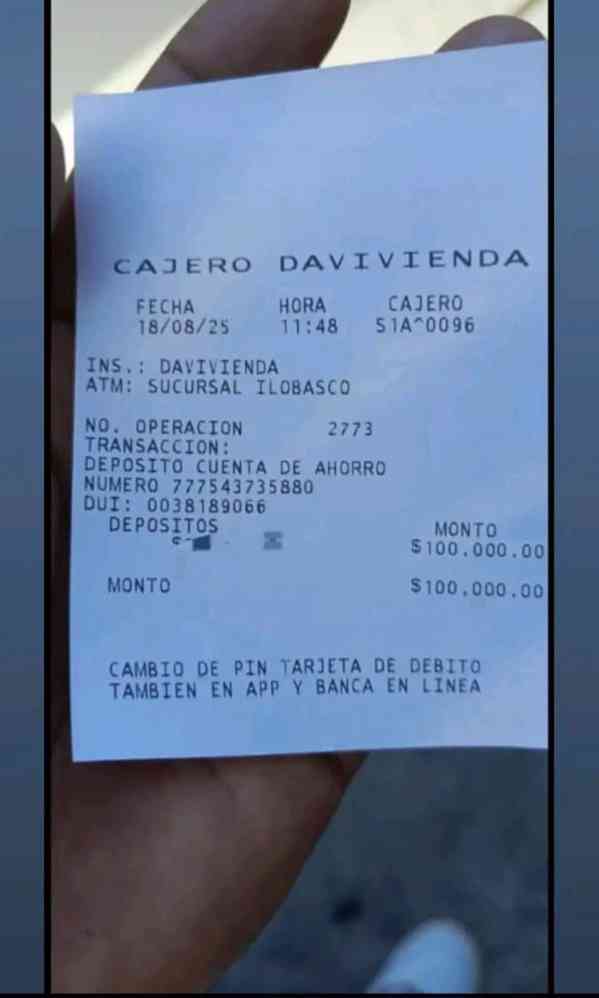 CAJERO DAVIVIENDA
FECHA HORA CAJERO
18/08/25 11:48 S1A^0096
INS.: DAVIVIENDA
ATM: SUCURSAL ILOBASCO
NO. OPERACION 2773
TRANSACCION:
DEPOSITO CUENTA DE AHORRO
NUMERO 777543735880
DUI: 0038189066
DEPOSITOS MONTO
$100.000.00
MONTO $100,000.00
CAMBIO DE PIN TARJETA DE DEBITO
TAMBIEN EN APP Y BANCA EN LINEA